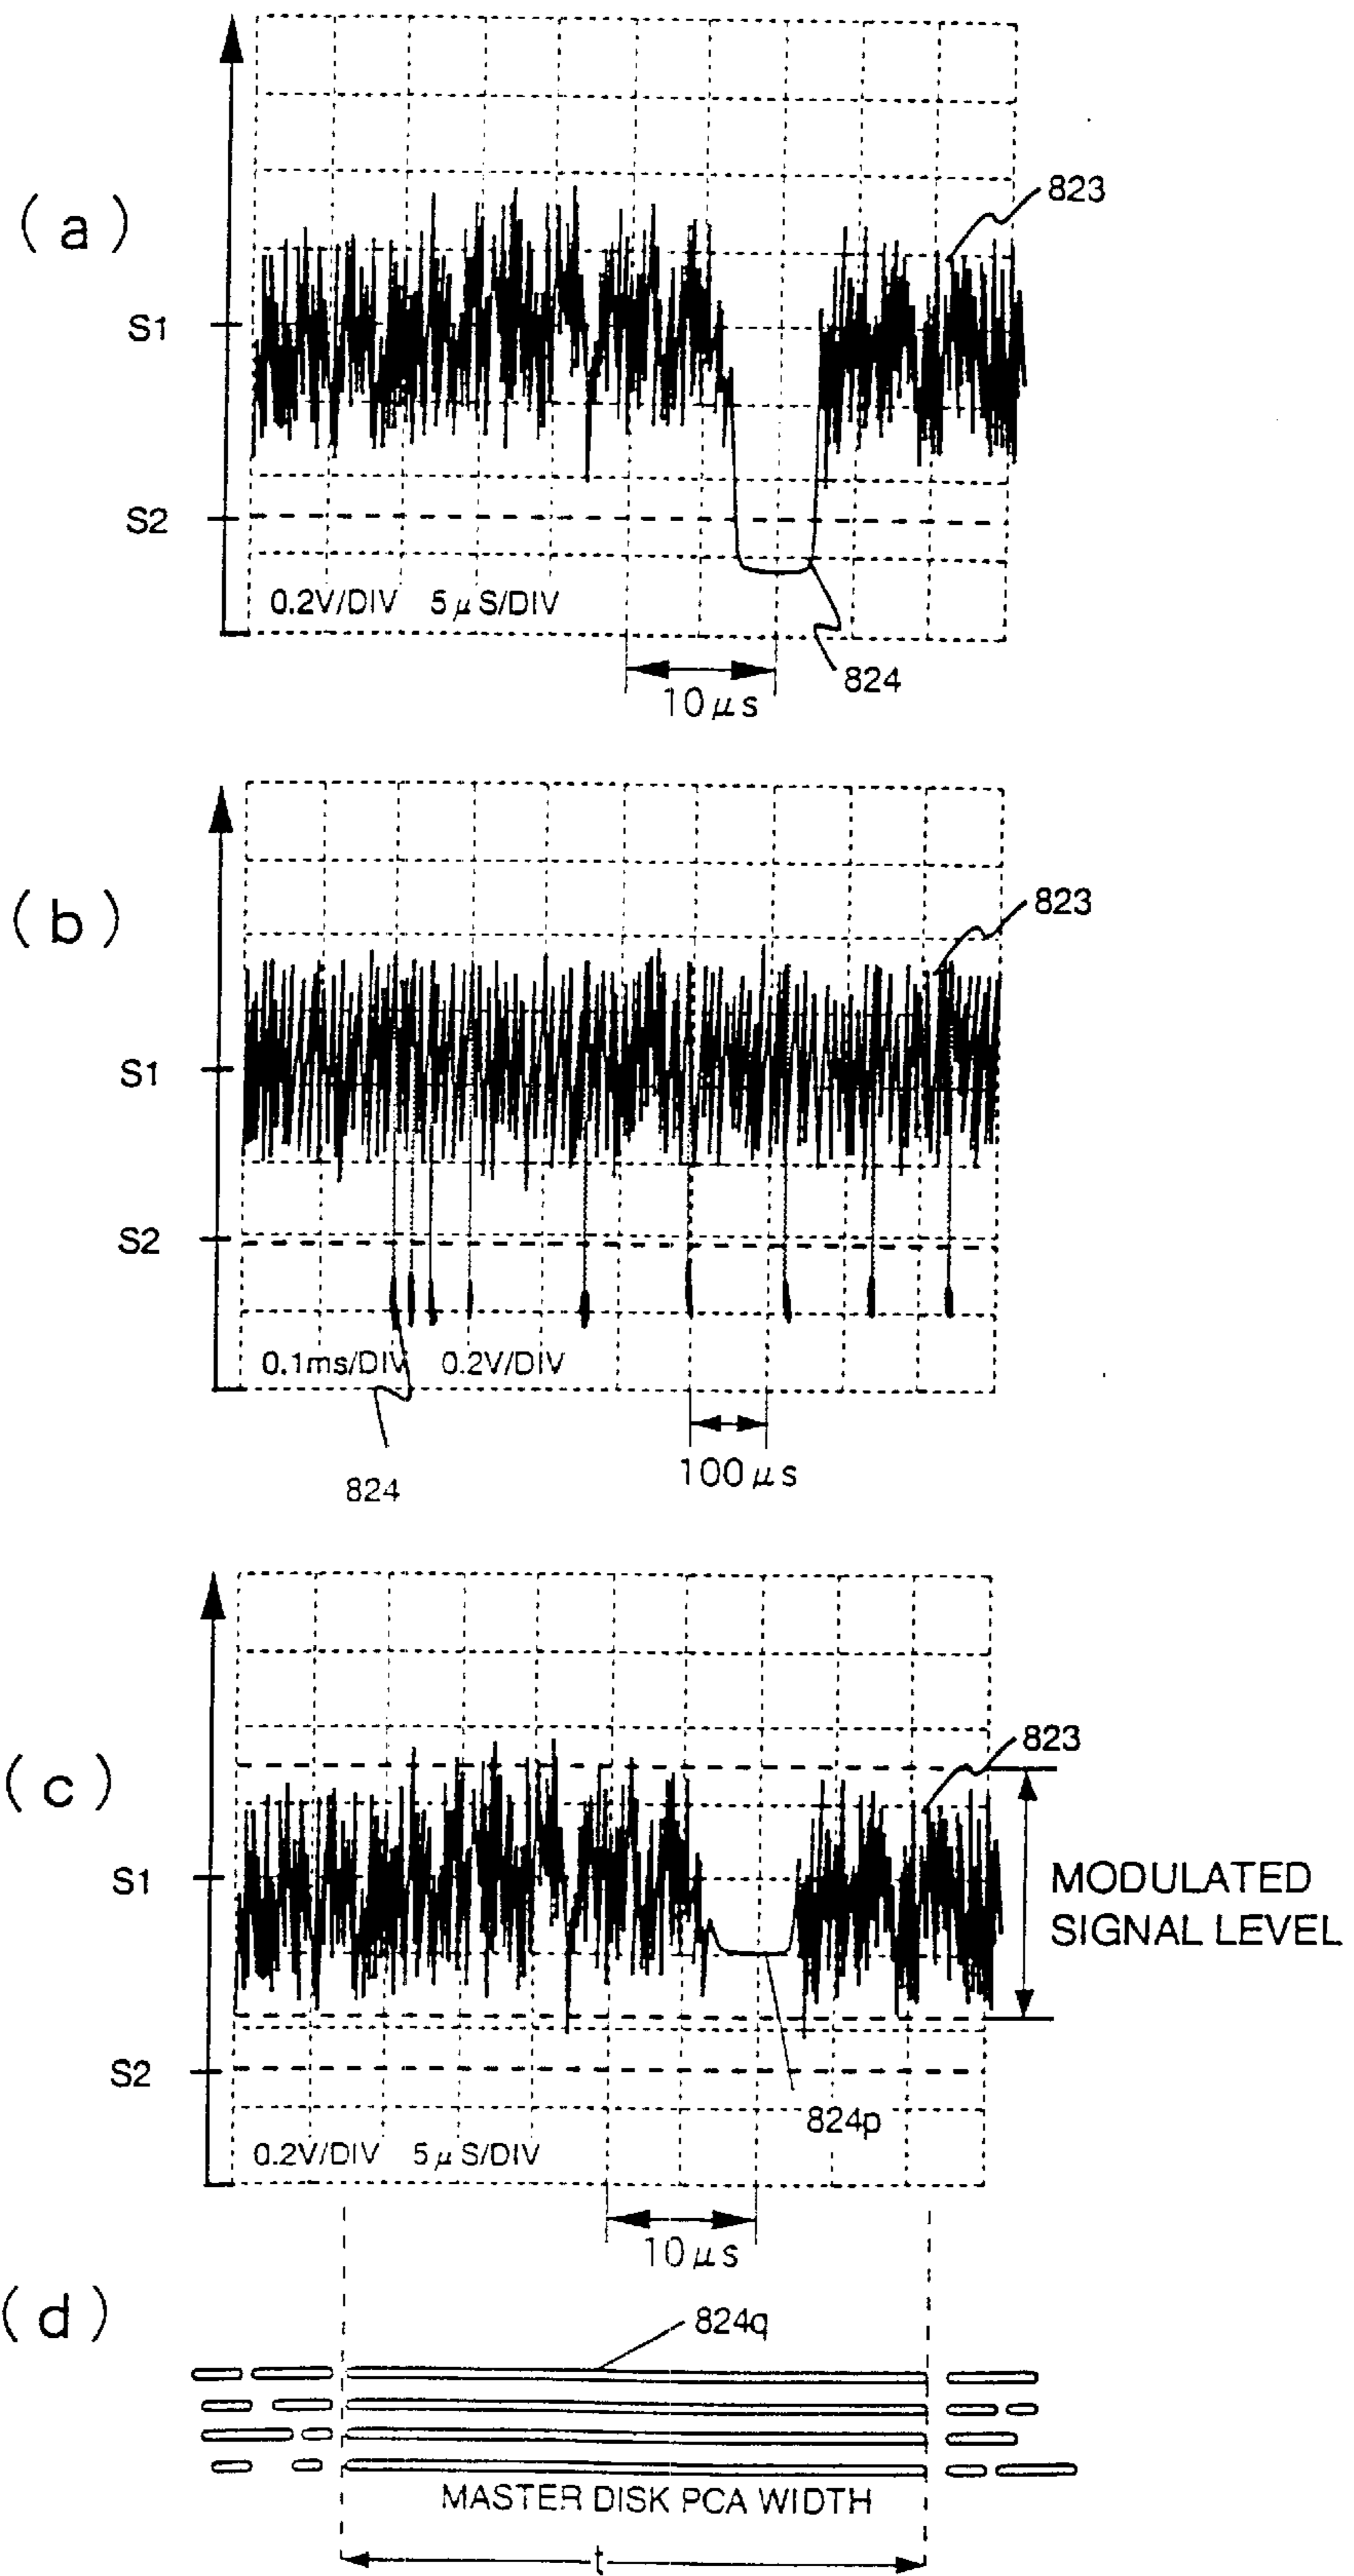 (a)
823
S1
S2
0.2V/DIV 5μS/DIV
824
10μs
(b)
823
S1
S2
0.1ms/DIV 0.2V/DIV
824
100μs
(c)
823
S1
MODULATED
SIGNAL LEVEL
S2
824p
0.2V/DIV 5μS/DIV
10μs
(d)
824q
MASTER DISK PCA WIDTH
t